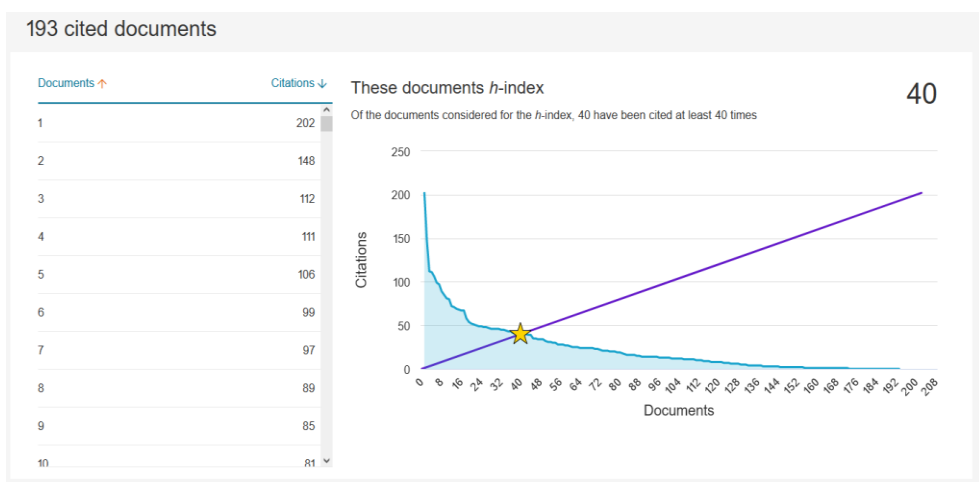 193 cited documents
Documents ↑ Citations ↓
1 202
2 148
3 112
4 111
5 106
6 99
7 97
8 89
9 85
10 81
These documents h-index
40
Of the documents considered for the h-index, 40 have been cited at least 40 times
250
200
150
100
50
0
Citations
0 8 16 24 32 40 48 56 64 72 80 88 96 104 112 120 128 136 144 152 160 168 176 184 192 200 208
Documents